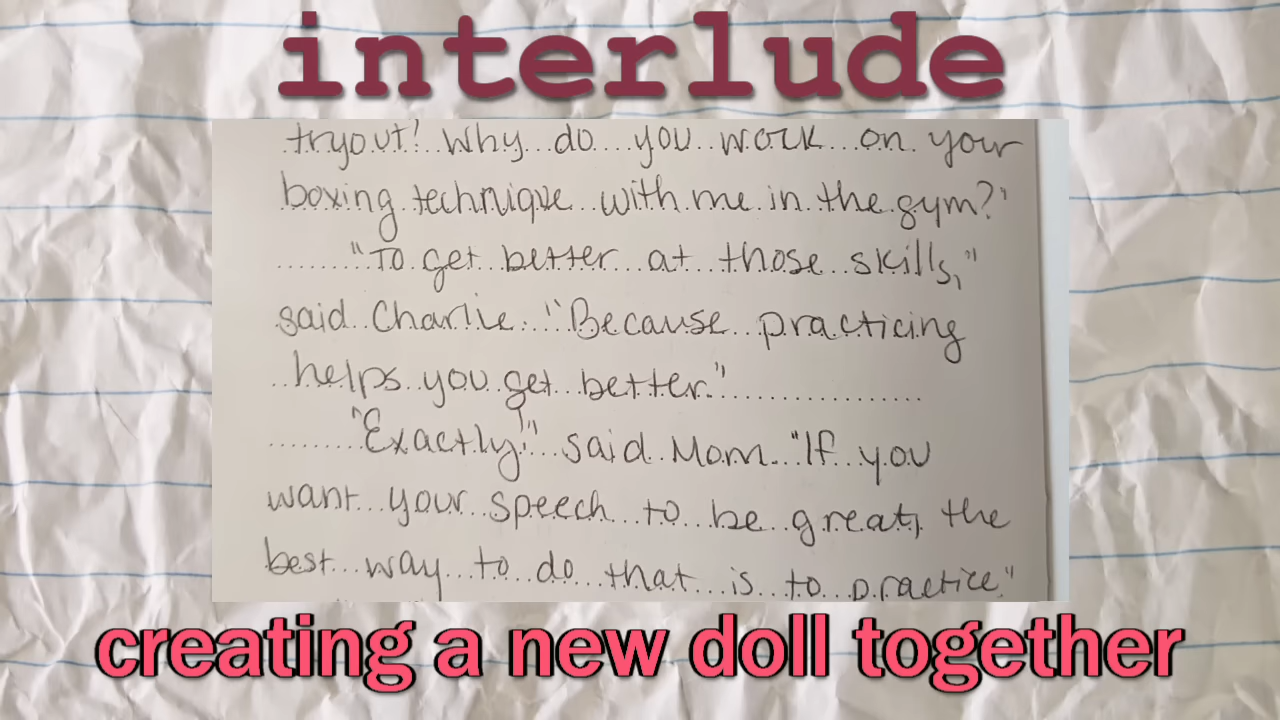 interlude
tryout! Why do you work on your
boxing technique with me in the gym?"
"To get better at those skills,"
said Charlie. "Because practicing
helps you get better."
"Exactly!" said Mom. "If you
want your speech to be great, the
best way to do that is to practice."
creating a new doll together